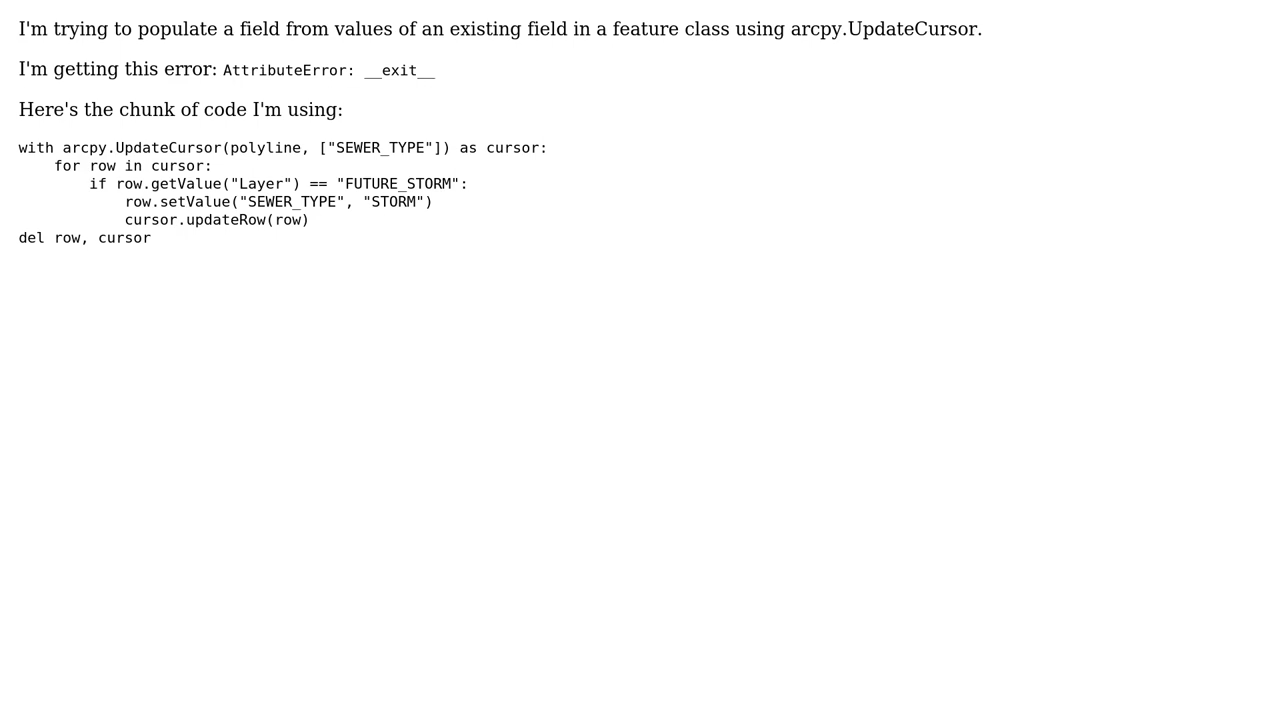 I'm trying to populate a field from values of an existing field in a feature class using arcpy.UpdateCursor.
I'm getting this error: AttributeError: __exit__
Here's the chunk of code I'm using:
with arcpy.UpdateCursor(polyline, ["SEWER_TYPE"]) as cursor:
    for row in cursor:
        if row.getValue("Layer") == "FUTURE_STORM":
            row.setValue("SEWER_TYPE", "STORM")
            cursor.updateRow(row)
del row, cursor